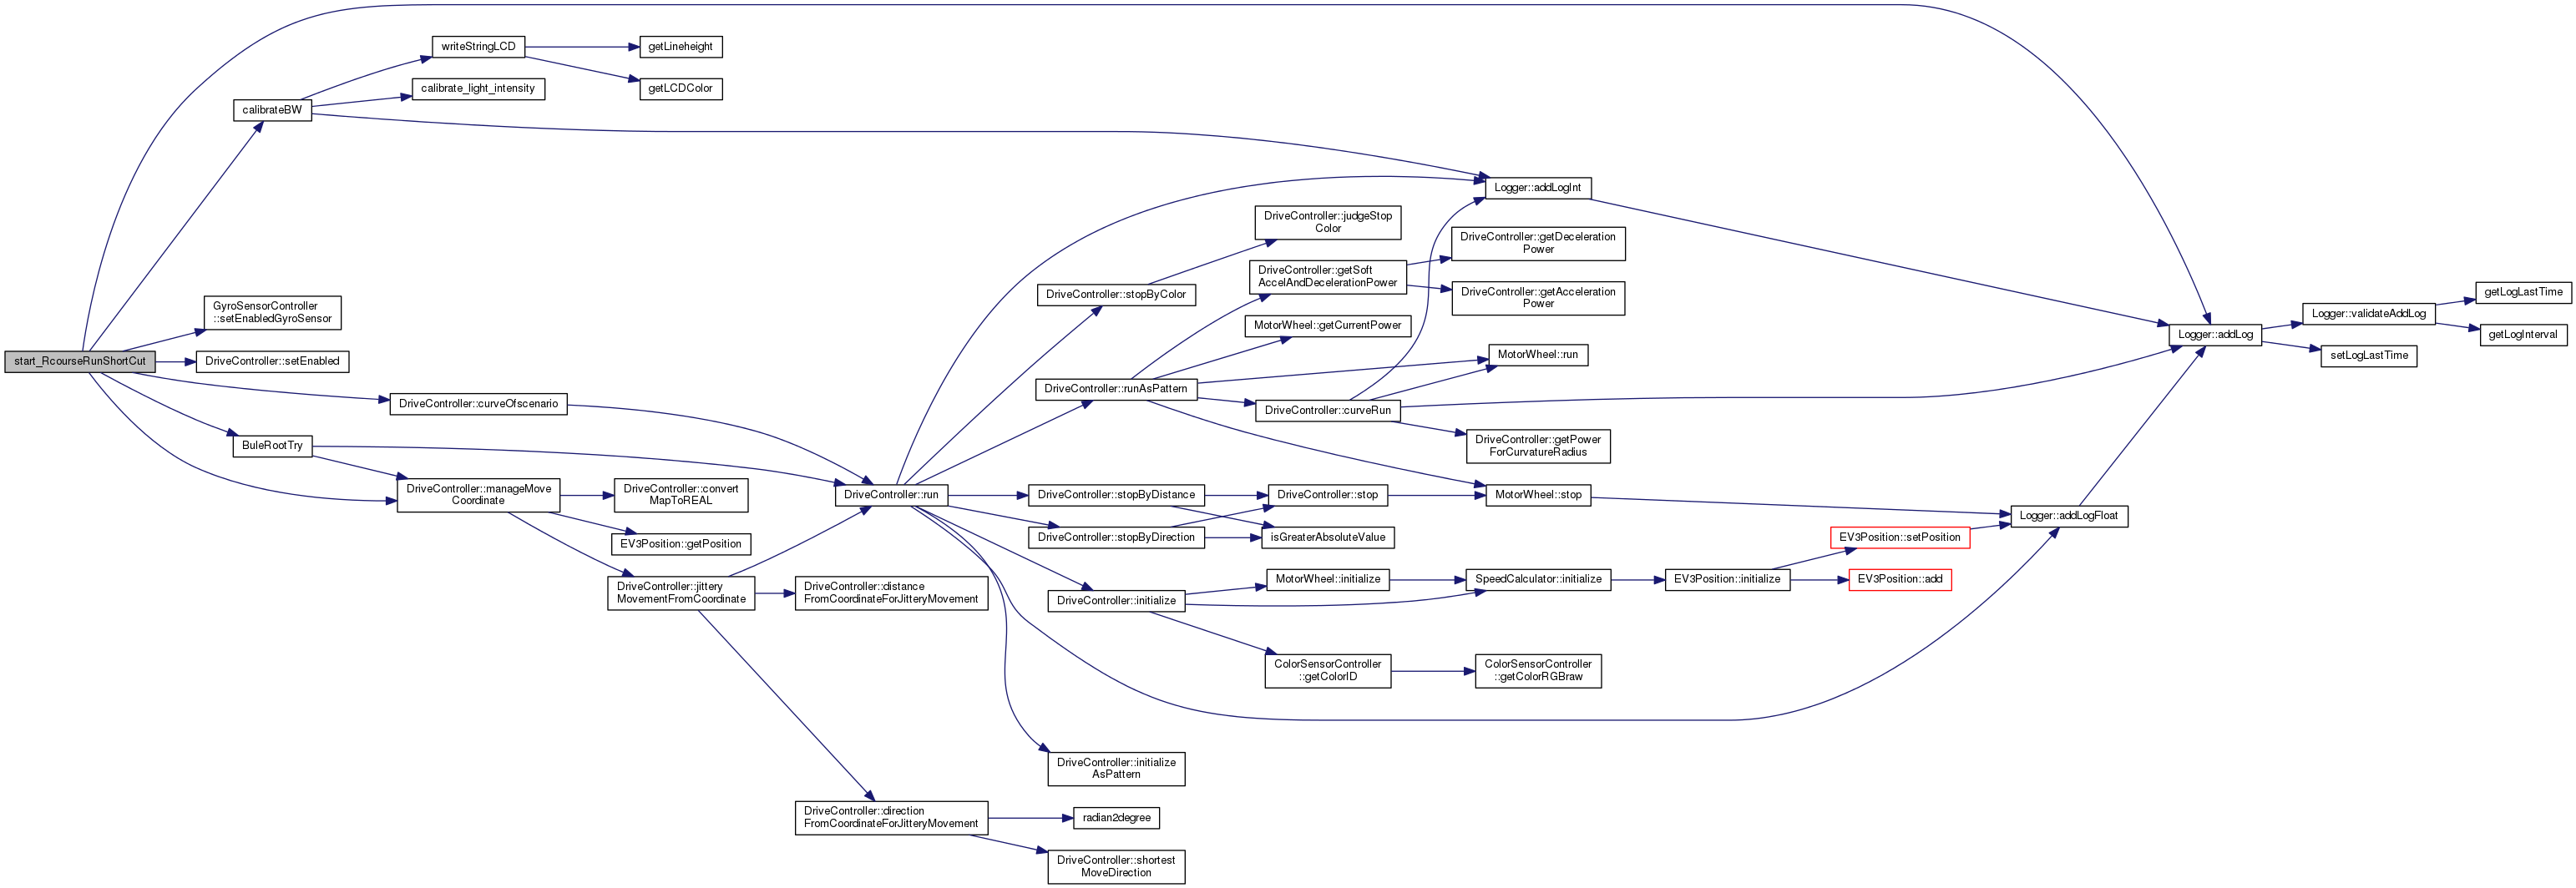 writeStringLCD
getLineheight
getLCDColor
calibrate_light_intensity
calibrateBW
Logger::addLogInt
DriveController::judgeStop
Color
DriveController::getDeceleration
Power
DriveController::getSoft
AccelAndDecelerationPower
DriveController::getAcceleration
Power
DriveController::stopByColor
GyroSensorController
::setEnabledGyroSensor
MotorWheel::getCurrentPower
getLogLastTime
Logger::validateAddLog
getLogInterval
Logger::addLog
setLogLastTime
start_RcourseRunShortCut
DriveController::setEnabled
MotorWheel::run
DriveController::runAsPattern
DriveController::curveOfscenario
DriveController::curveRun
BuleRootTry
DriveController::getPower
ForCurvatureRadius
DriveController::manageMove
Coordinate
DriveController::convert
MapToREAL
DriveController::run
DriveController::stopByDistance
DriveController::stop
MotorWheel::stop
Logger::addLogFloat
EV3Position::getPosition
DriveController::stopByDirection
isGreaterAbsoluteValue
EV3Position::setPosition
DriveController::jittery
MovementFromCoordinate
DriveController::distance
FromCoordinateForJitteryMovement
MotorWheel::initialize
SpeedCalculator::initialize
EV3Position::initialize
EV3Position::add
DriveController::initialize
ColorSensorController
::getColorID
ColorSensorController
::getColorRGBraw
DriveController::initialize
AsPattern
DriveController::direction
FromCoordinateForJitteryMovement
radian2degree
DriveController::shortest
MoveDirection